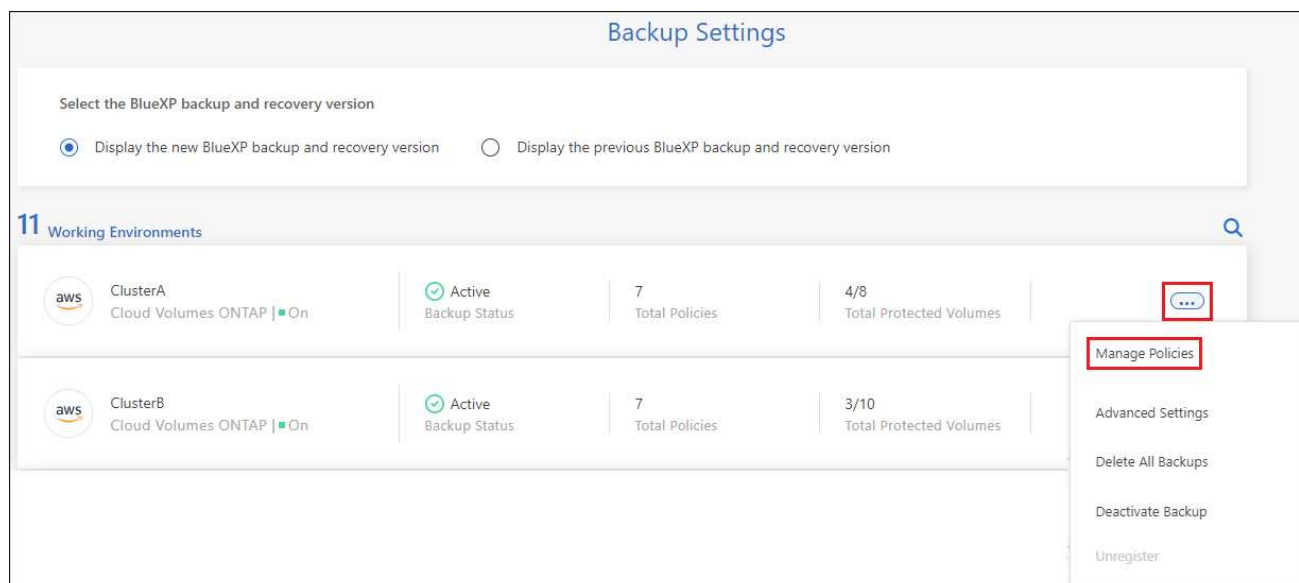 Backup Settings
Select the BlueXP backup and recovery version
Display the new BlueXP backup and recovery version
Display the previous BlueXP backup and recovery version
11 Working Environments
aws
ClusterA
Cloud Volumes ONTAP | On
Active
Backup Status
7
Total Policies
4/8
Total Protected Volumes
...
Manage Policies
aws
ClusterB
Cloud Volumes ONTAP | On
Active
Backup Status
7
Total Policies
3/10
Total Protected Volumes
Advanced Settings
Delete All Backups
Deactivate Backup
Unregister